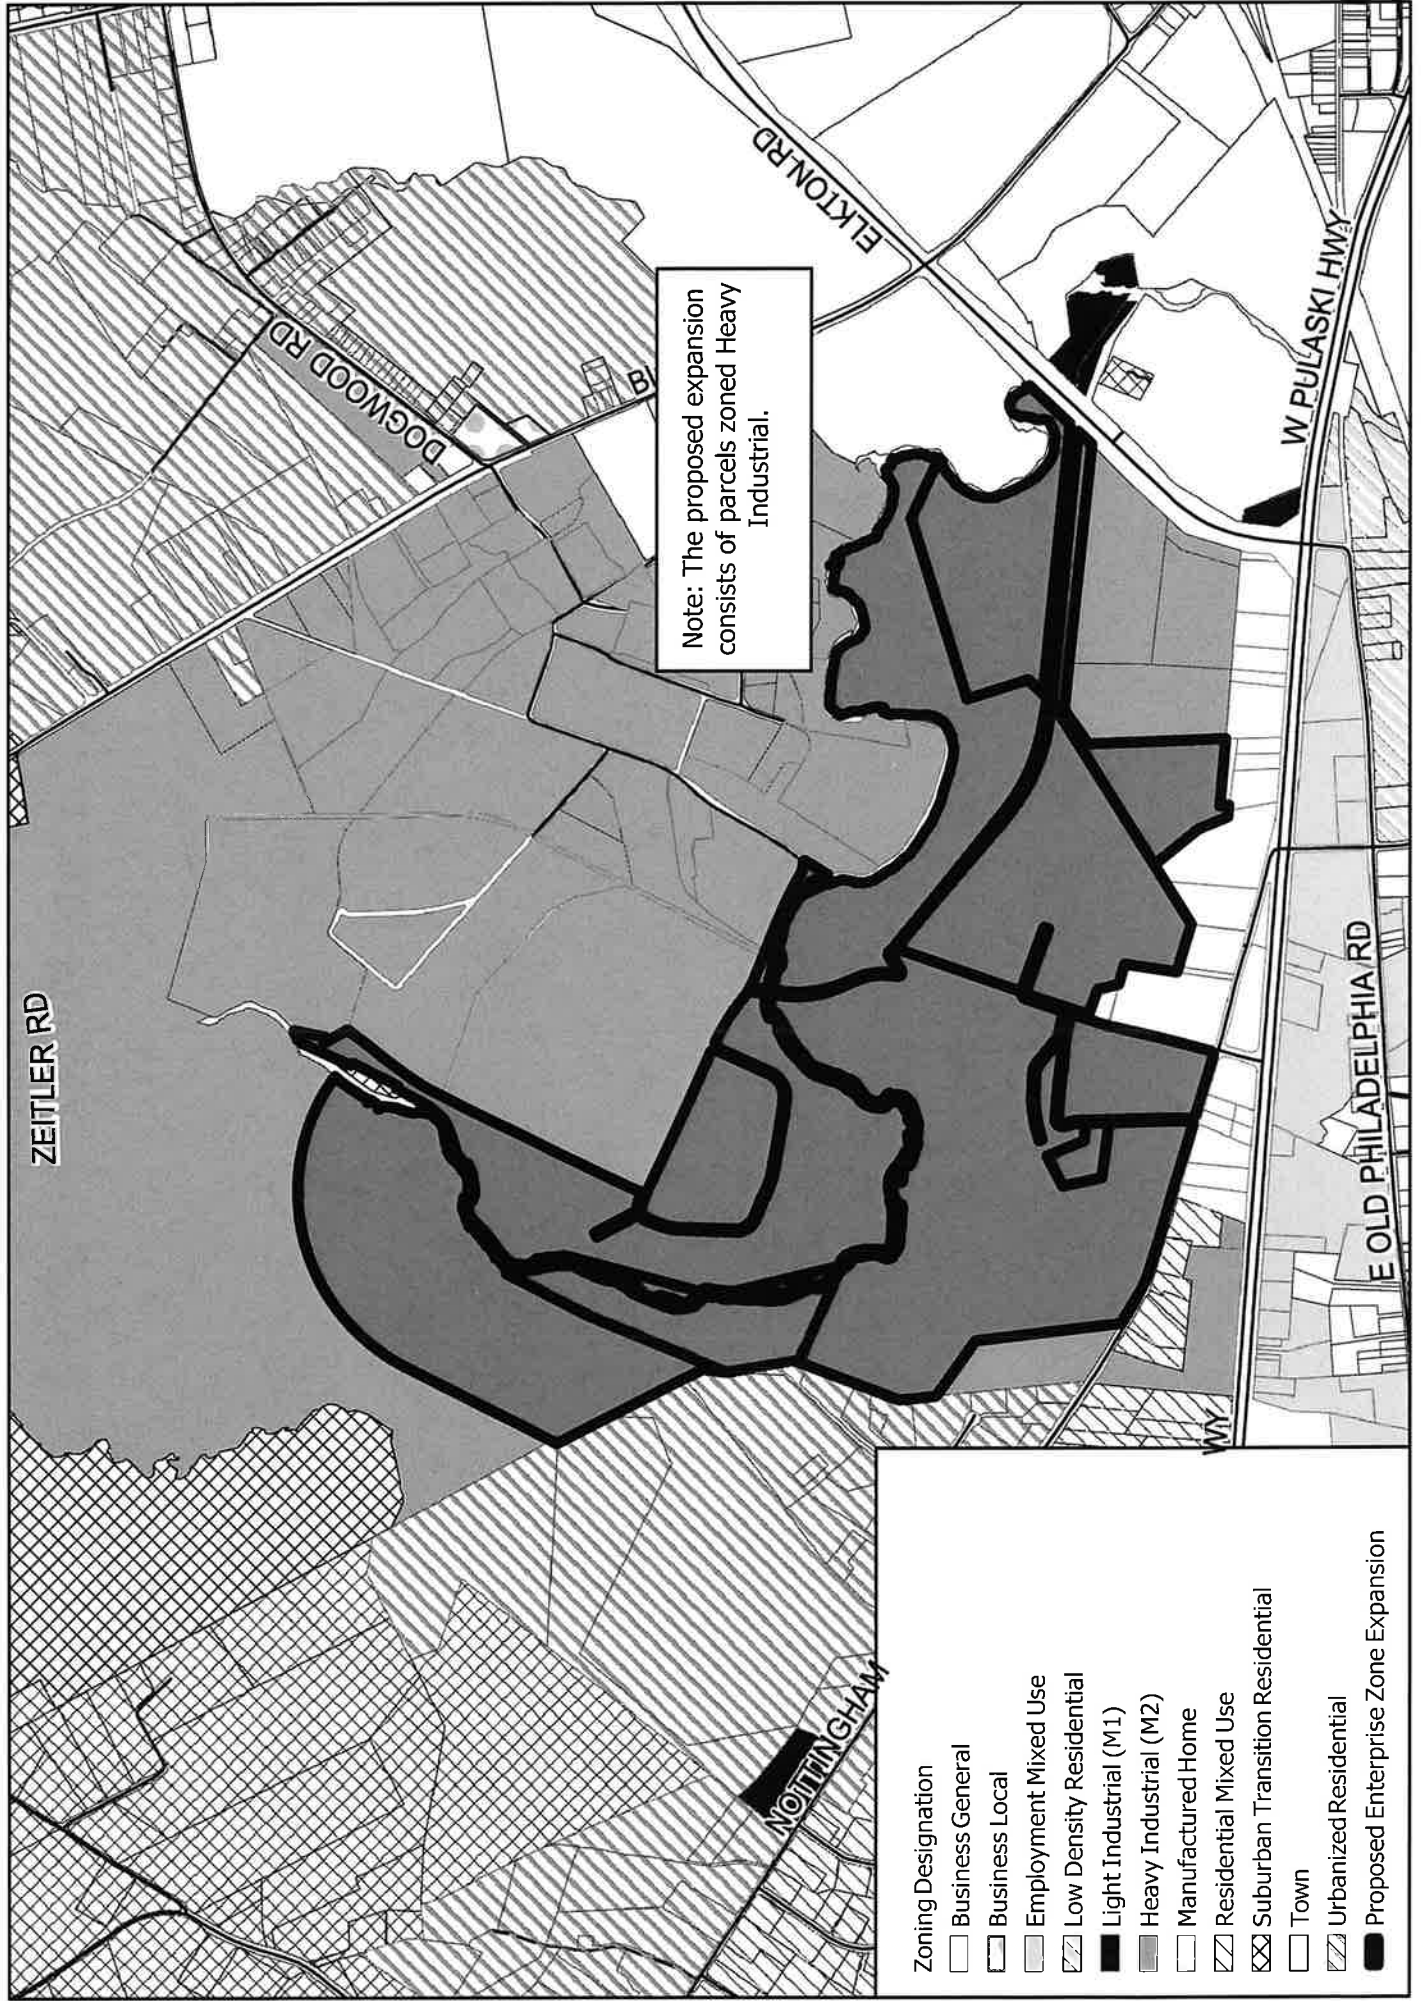 ZEITLER RD
DOGWOOD RD
ELKTON RD
Note: The proposed expansion
consists of parcels zoned Heavy
Industrial.
W PULASKI HWY
E OLD PHILADELPHIA RD
NOTTINGHAM
WY
Zoning Designation
Business General
Business Local
Employment Mixed Use
Low Density Residential
Light Industrial (M1)
Heavy Industrial (M2)
Manufactured Home
Residential Mixed Use
Suburban Transition Residential
Town
Urbanized Residential
Proposed Enterprise Zone Expansion